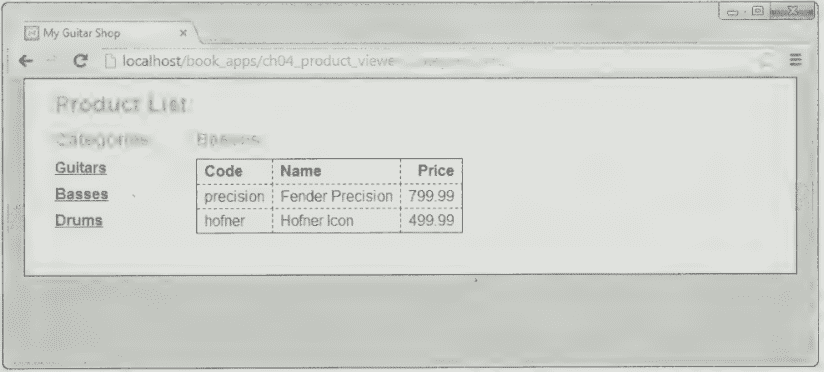 My Guitar Shop
localhost/book_apps/ch04_product_viewe
Product List
Categories Basses
Guitars
Basses
Drums
Code Name Price
precision Fender Precision 799.99
hofner Hofner Icon 499.99